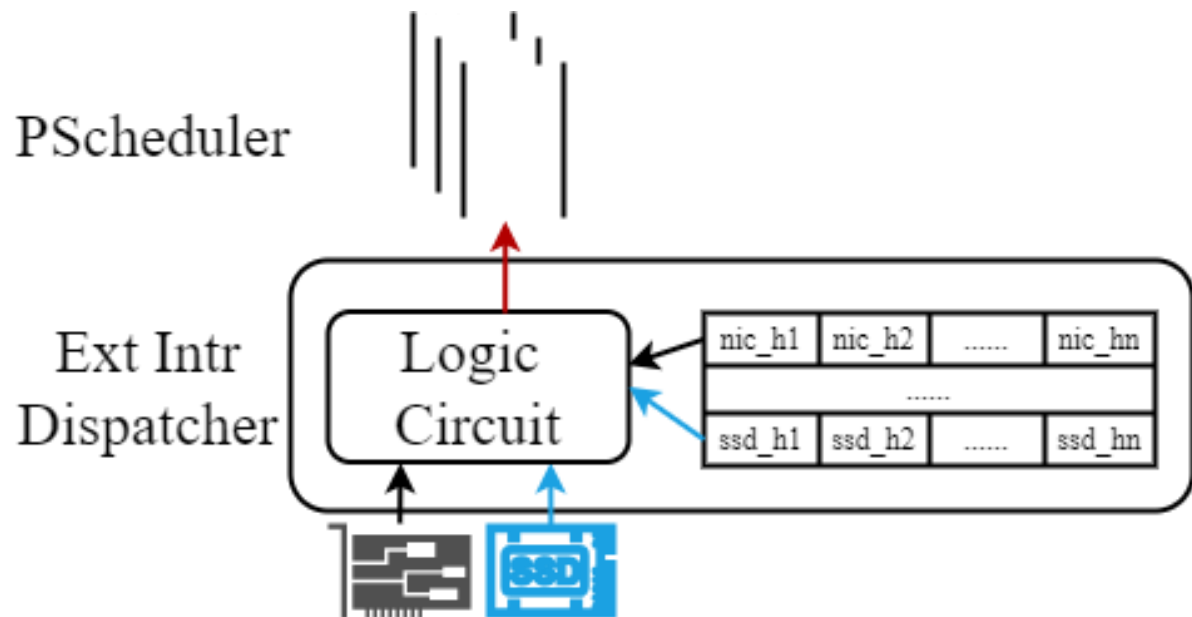 PScheduler
Ext Intr
Dispatcher
Logic
Circuit
nic_h1 nic_h2 ...... nic_hn
......
ssd_h1 ssd_h2 ...... ssd_hn
SSD